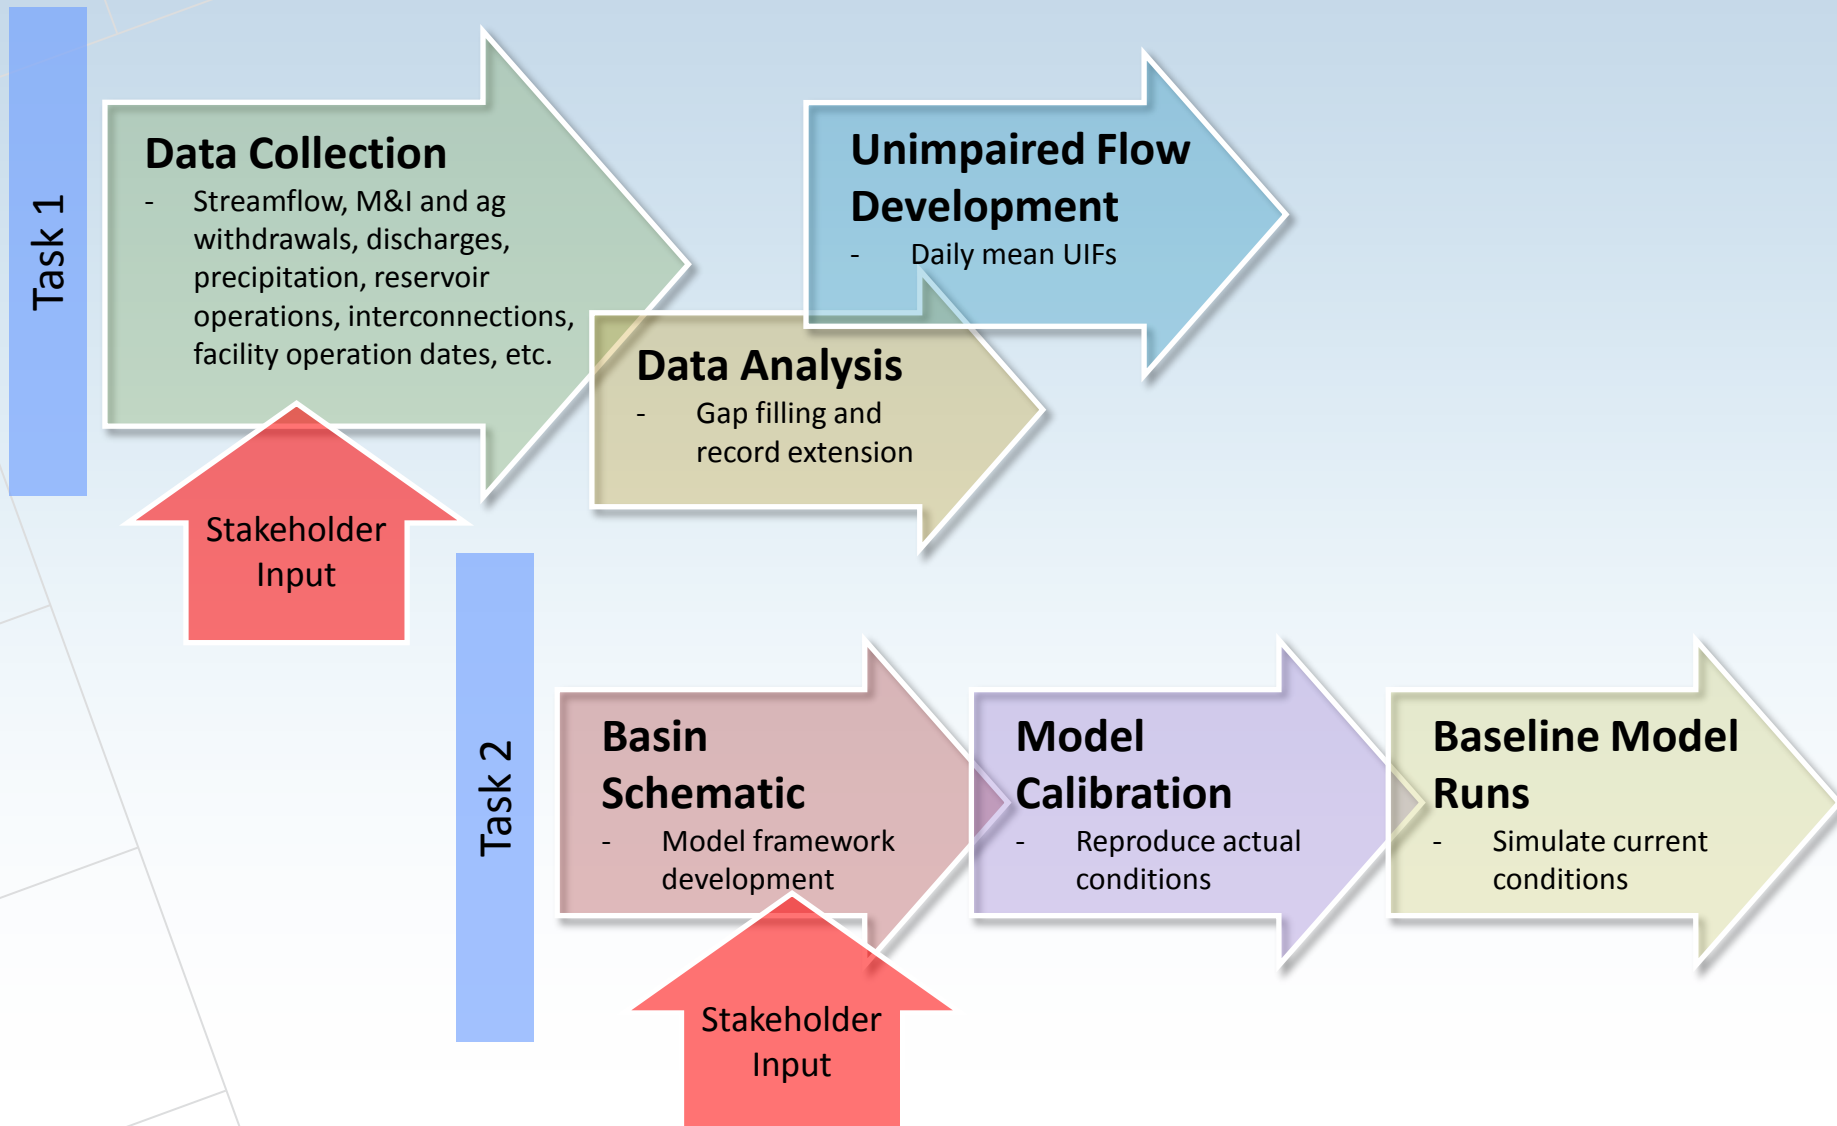 Task 1
Data Collection
- Streamflow, M&I and ag
withdrawals, discharges,
precipitation, reservoir
operations, interconnections,
facility operation dates, etc.
Stakeholder
Input
Data Analysis
- Gap filling and
record extension
Unimpaired Flow
Development
- Daily mean UIFs
Task 2
Basin
Schematic
- Model framework
development
Stakeholder
Input
Model
Calibration
- Reproduce actual
conditions
Baseline Model
Runs
- Simulate current
conditions